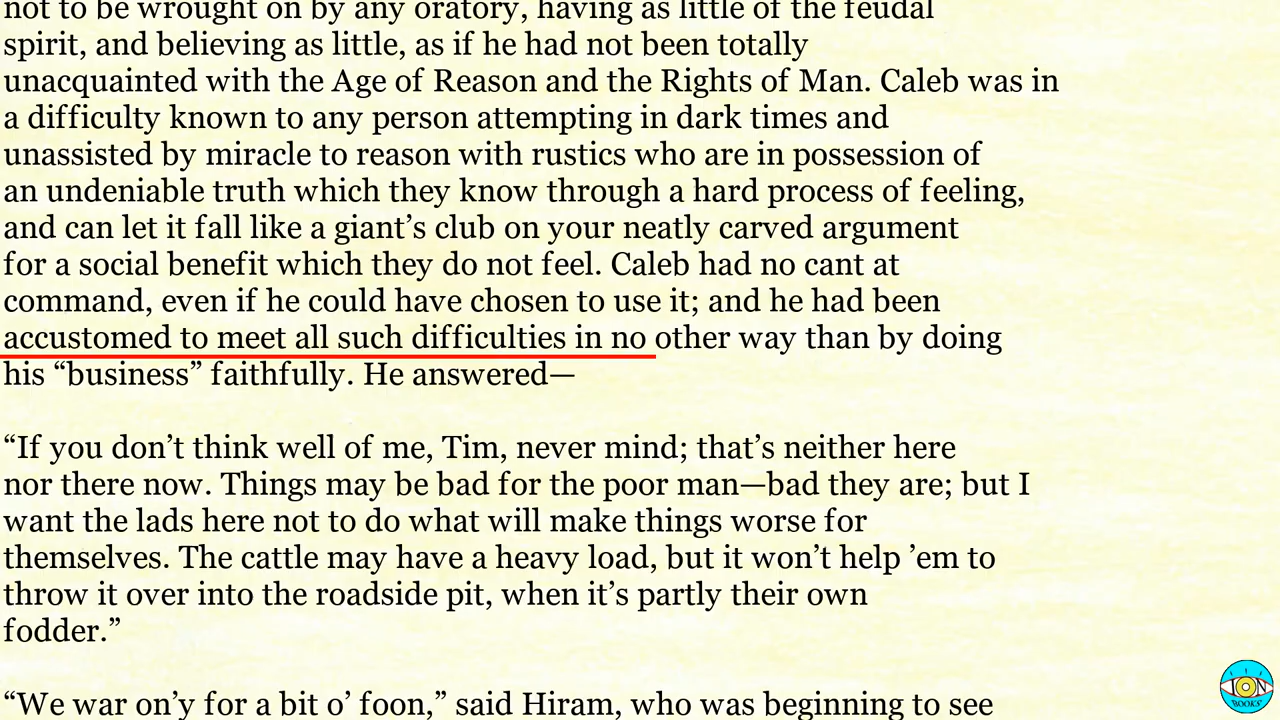 not to be wrought on by any oratory, having as little of the feudal
spirit, and believing as little, as if he had not been totally
unacquainted with the Age of Reason and the Rights of Man. Caleb was in
a difficulty known to any person attempting in dark times and
unassisted by miracle to reason with rustics who are in possession of
an undeniable truth which they know through a hard process of feeling,
and can let it fall like a giant’s club on your neatly carved argument
for a social benefit which they do not feel. Caleb had no cant at
command, even if he could have chosen to use it; and he had been
accustomed to meet all such difficulties in no other way than by doing
his “business” faithfully. He answered—
“If you don’t think well of me, Tim, never mind; that’s neither here
nor there now. Things may be bad for the poor man—bad they are; but I
want the lads here not to do what will make things worse for
themselves. The cattle may have a heavy load, but it won’t help ’em to
throw it over into the roadside pit, when it’s partly their own
fodder.”
“We war on’y for a bit o’ foon,” said Hiram, who was beginning to see
ION
BOOKS